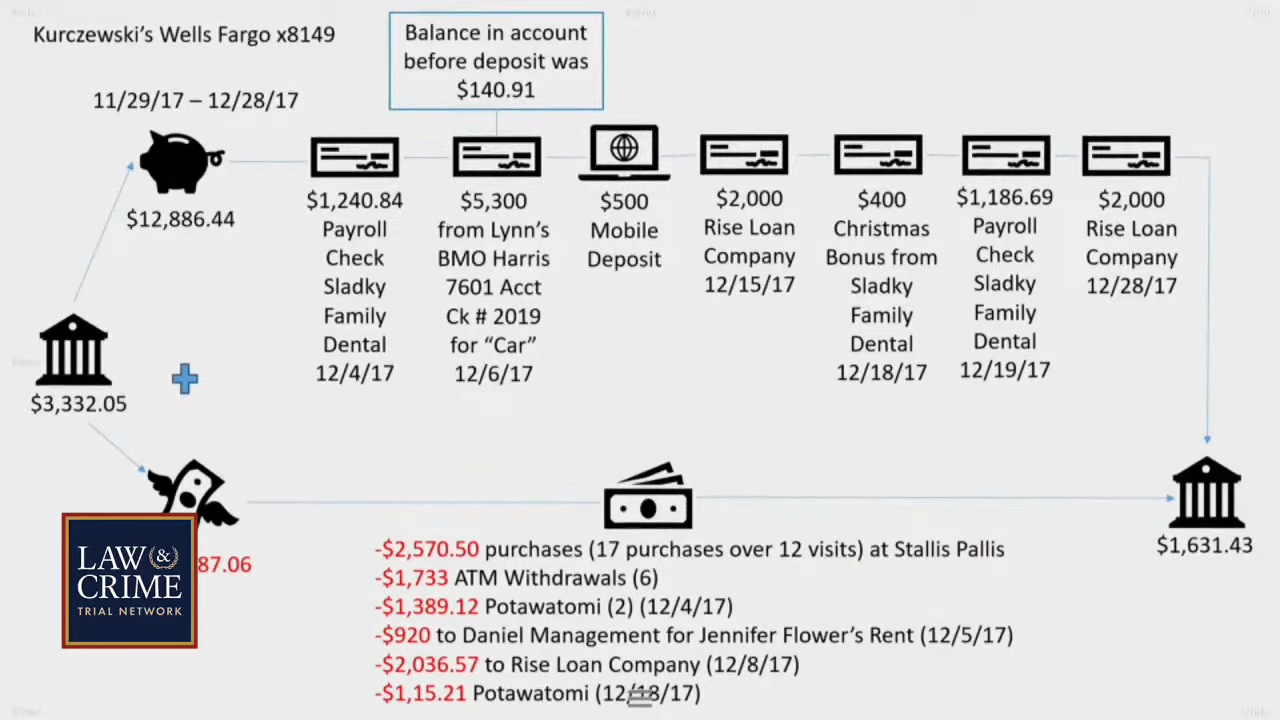 Kurczewski's Wells Fargo x8149
Balance in account
before deposit was
$140.91
11/29/17 – 12/28/17
$12,886.44
$1,240.84
Payroll
Check
Sladky
Family
Dental
12/4/17
$5,300
from Lynn's
BMO Harris
7601 Acct
Ck # 2019
for "Car"
12/6/17
$500
Mobile
Deposit
$2,000
Rise Loan
Company
12/15/17
$400
Christmas
Bonus from
Sladky
Family
Dental
12/18/17
$1,186.69
Payroll
Check
Sladky
Family
Dental
12/19/17
$2,000
Rise Loan
Company
12/28/17
$3,332.05
87.06
LAW &
CRIME
TRIAL NETWORK
-$2,570.50 purchases (17 purchases over 12 visits) at Stallis Pallis
-$1,733 ATM Withdrawals (6)
-$1,389.12 Potawatomi (2) (12/4/17)
-$920 to Daniel Management for Jennifer Flower's Rent (12/5/17)
-$2,036.57 to Rise Loan Company (12/8/17)
-$1,15.21 Potawatomi (12/18/17)
$1,631.43